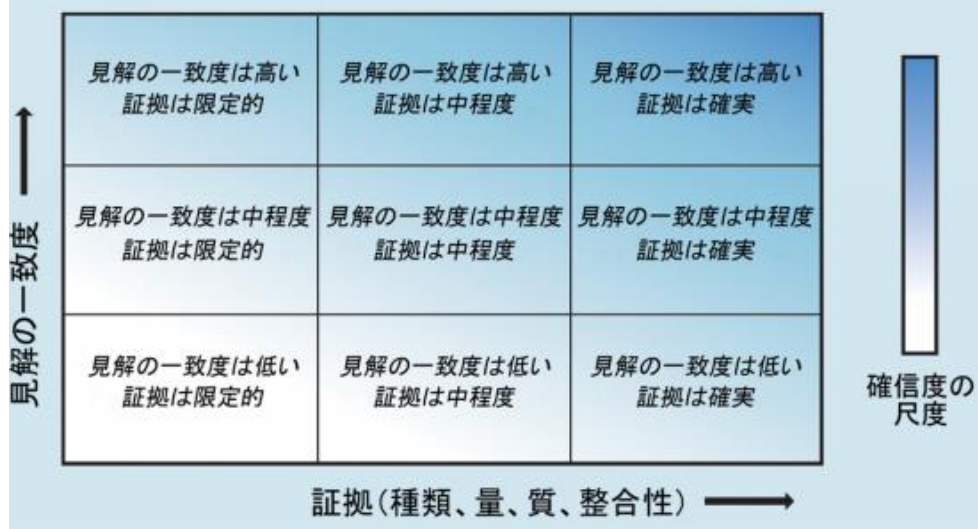 見解の一致度は高い
証拠は限定的
見解の一致度は高い
証拠は中程度
見解の一致度は高い
証拠は確実
見解の一致度は中程度
証拠は限定的
見解の一致度は中程度
証拠は中程度
見解の一致度は中程度
証拠は確実
見解の一致度は低い
証拠は限定的
見解の一致度は低い
証拠は中程度
見解の一致度は低い
証拠は確実
見解の一致度
証拠(種類、量、質、整合性)
確信度の
尺度